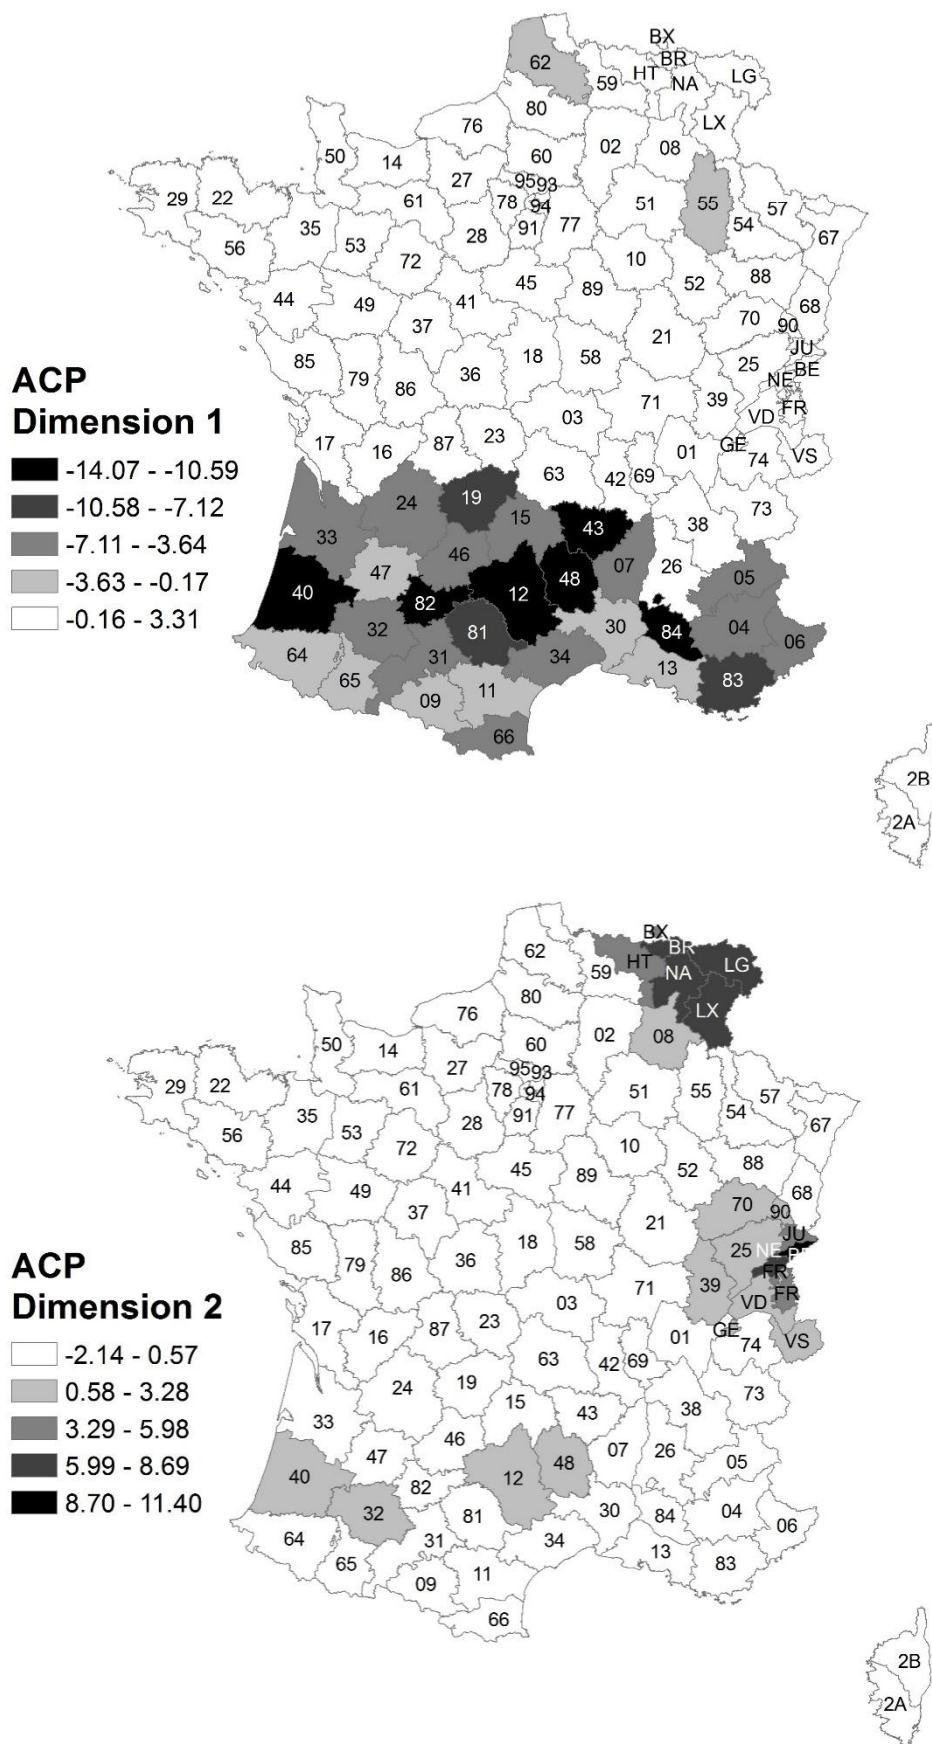 BX
62 BR
59 HT NA LG
80
76 LX
50 14 60 02 08
27 95 93
29 22 61 78 94 51 55 57
35 91 77 54 67
56 53 28
72 10 88
45 52
44 49 41 89 68
37 70 90
21 JU
85 18 58 25 BE
79 86 36 NE
71 39 FR
03 VD
17 16 87 23 GE VS
01 74
63 42 69
ACP
Dimension 1
-14.07 - -10.59
-10.58 - -7.12
-7.11 - -3.64
-3.63 - -0.17
-0.16 - 3.31
19 73
24 15 43 38
33 46 07 26 05
47 48
40 82 12
32 81 30 84 04
31 34 06
64 65 13 83
09 11
66
2B
2A
BX
62 BR
59 HT NA LG
80
76 LX
50 14 60 02 08
27 95 93
29 22 61 78 94 51 55 57
35 91 77 54 67
56 53 28
72 10 88
45 52
44 49 41 89 68
37 70 90
21 JU
85 18 58 25 NE
79 86 36 FR
71 39 FR
03 VD
17 16 87 23 GE VS
01 74
63 42 69
ACP
Dimension 2
-2.14 - 0.57
0.58 - 3.28
3.29 - 5.98
5.99 - 8.69
8.70 - 11.40
24 19 73
15 43 38
33 46 07 26
47 48 05
40 12
82
32 81 30 84 04
31 34 06
64 65 13 83
09 11
66
2B
2A